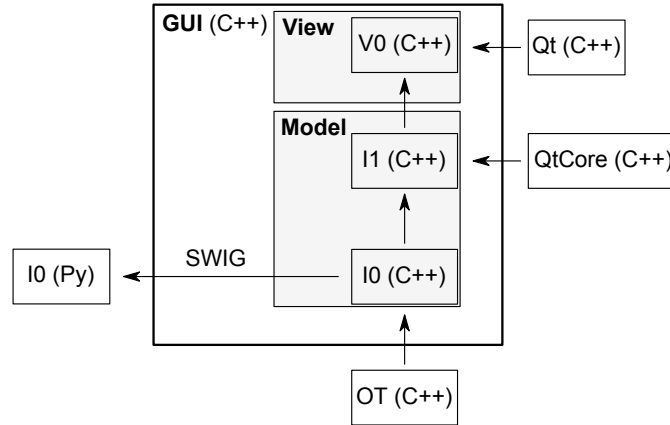 GUI (C++)
View
V0 (C++)
Qt (C++)
Model
I1 (C++)
QtCore (C++)
SWIG
I0 (Py)
I0 (C++)
OT (C++)